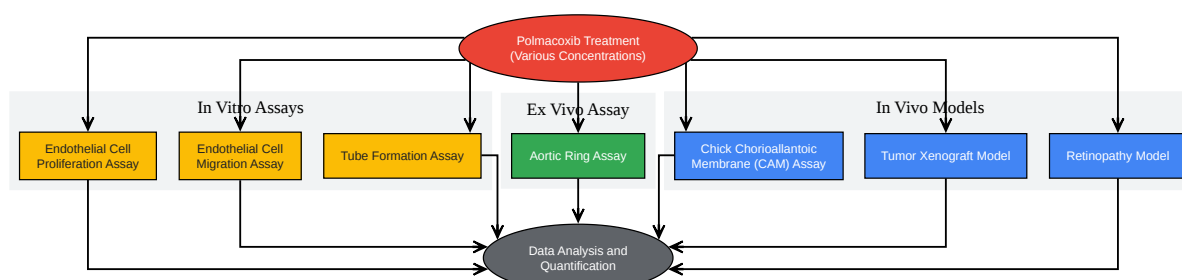 Polmacoxib Treatment
(Various Concentrations)
In Vitro Assays
Ex Vivo Assay
In Vivo Models
Endothelial Cell
Proliferation Assay
Endothelial Cell
Migration Assay
Tube Formation Assay
Aortic Ring Assay
Chick Chorioallantoic
Membrane (CAM) Assay
Tumor Xenograft Model
Retinopathy Model
Data Analysis and
Quantification